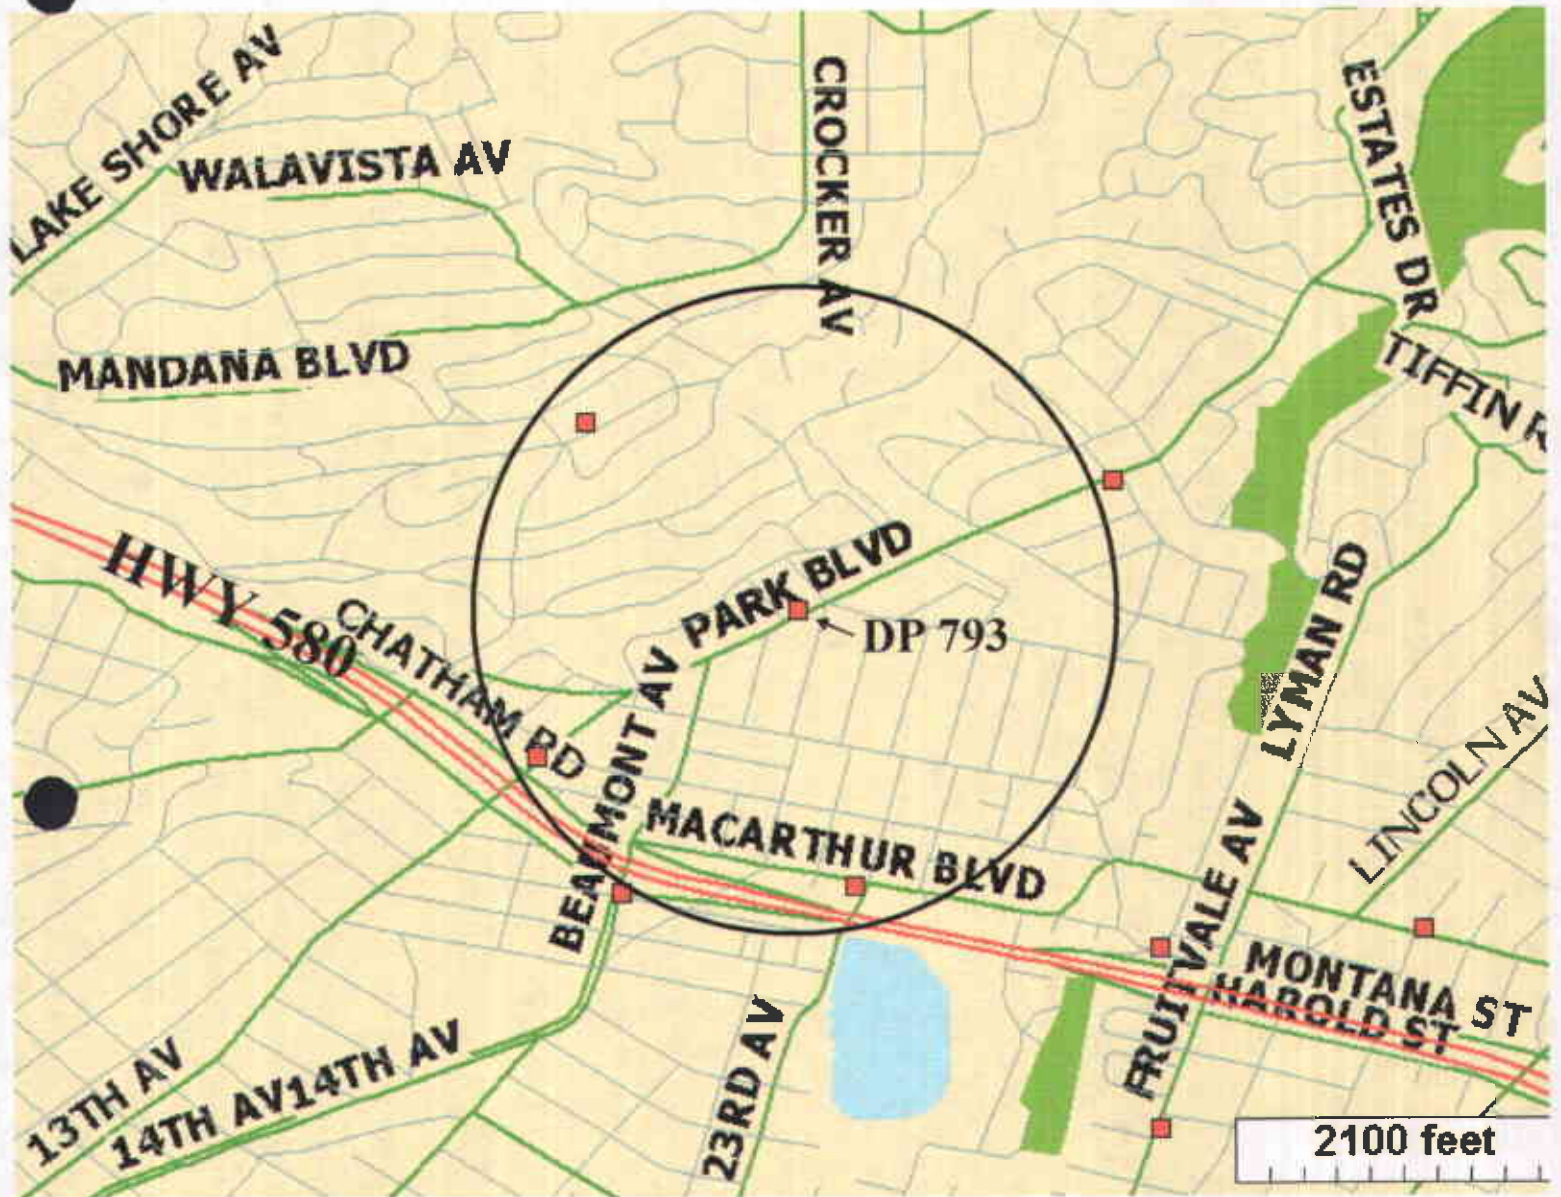 LAKE SHORE AV
WALAVISTA AV
CROCKER AV
ESTATES DR
MANDANA BLVD
TIFFIN R
HWY 580
CHATHAM RD
PARK BLVD
DP 793
BEAUMONT AV
LYMAN RD
LINCOLN AV
MACARTHUR BLVD
FRUITVALE AV
MONTANA ST
HAROLD ST
13TH AV
14TH AV14TH AV
23RD AV
2100 feet